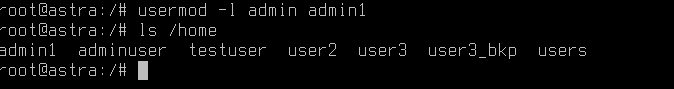 root@astra:/# usermod -l admin admin1
root@astra:/# ls /home
admin1  adminuser  testuser  user2  user3  user3_bkp  users
root@astra:/#